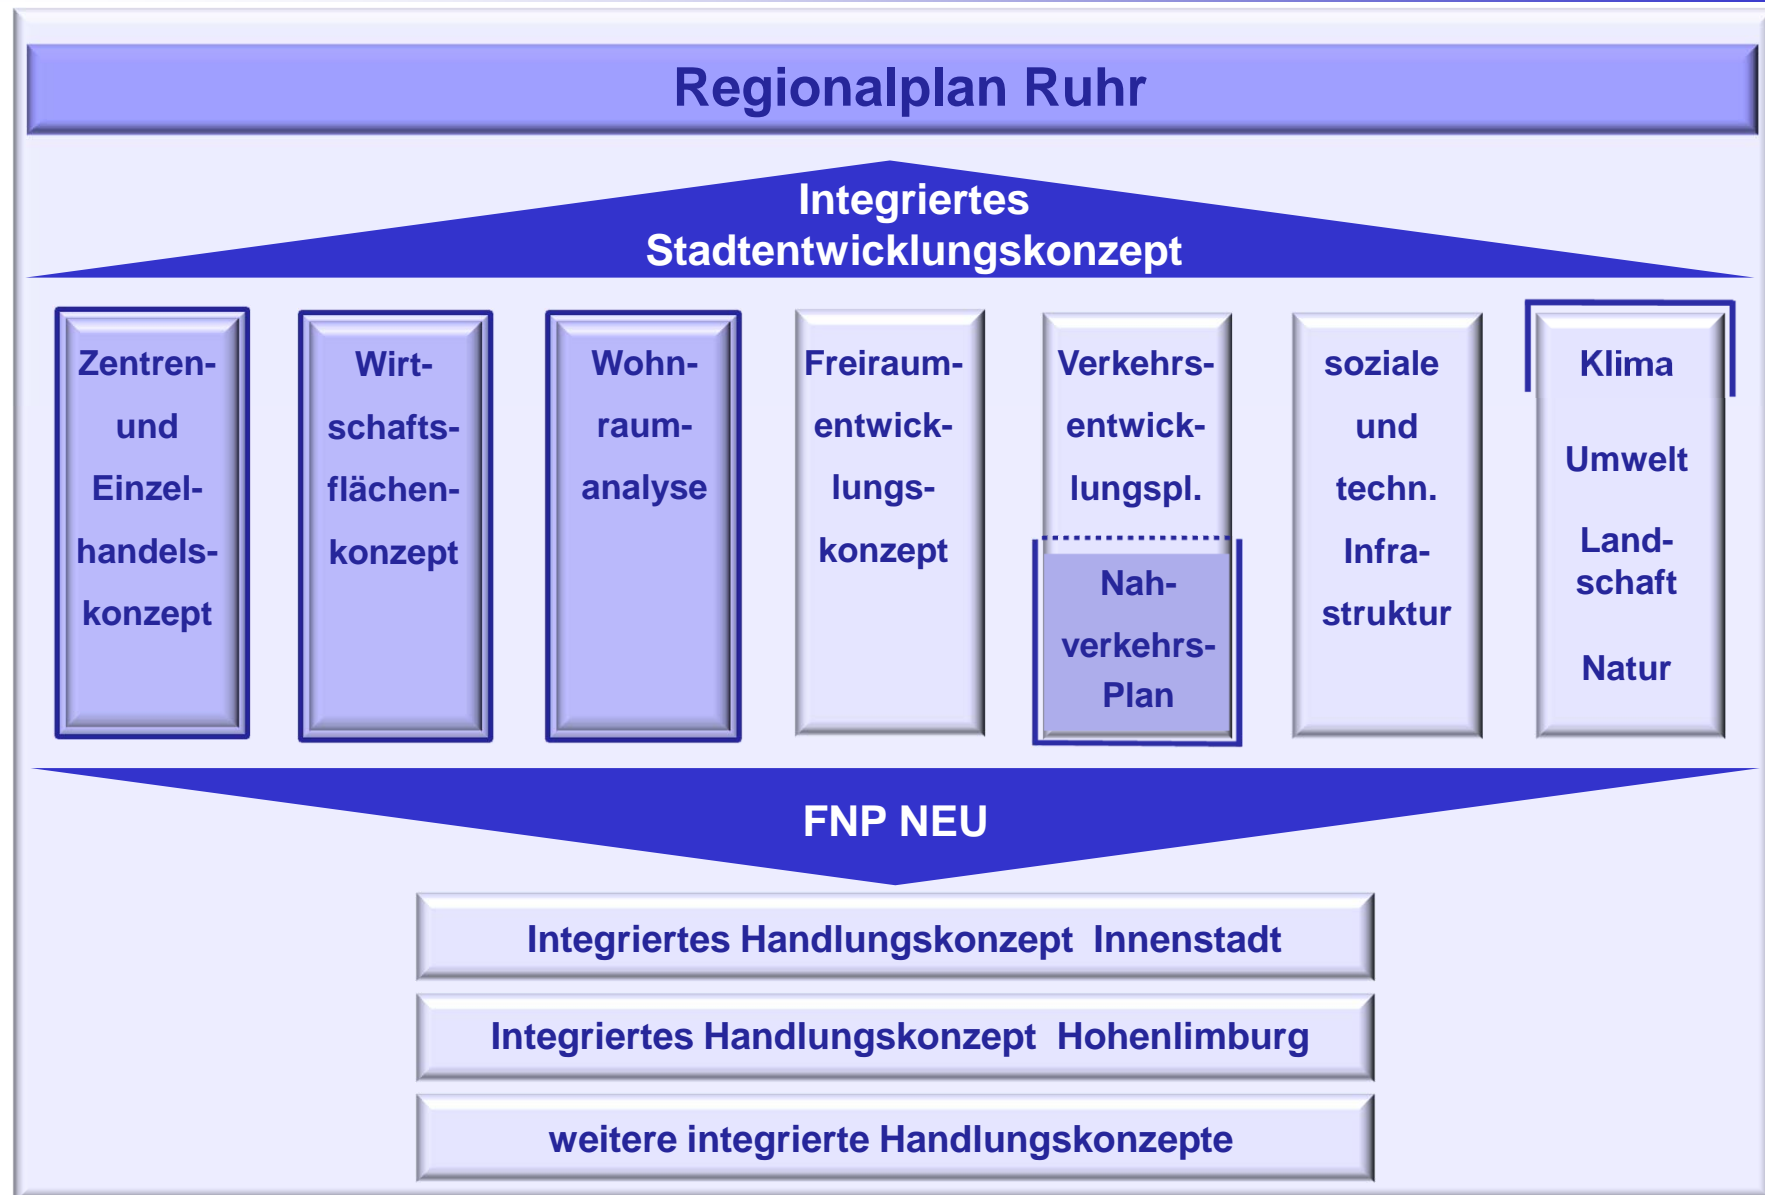 Regionalplan Ruhr
Integriertes
Stadtentwicklungskonzept
Zentren-
und
Einzel-
handels-
konzept
Wirt-
schafts-
flächen-
konzept
Wohn-
raum-
analyse
Freiraum-
entwick-
lungs-
konzept
Verkehrs-
entwick-
lungspl.
Nah-
verkehrs-
Plan
soziale
und
techn.
Infra-
struktur
Klima
Umwelt
Land-
schaft
Natur
FNP NEU
Integriertes Handlungskonzept Innenstadt
Integriertes Handlungskonzept Hohenlimburg
weitere integrierte Handlungskonzepte